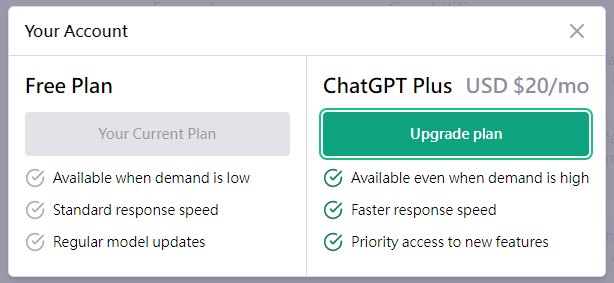 Your Account
Free Plan
Your Current Plan
Available when demand is low
Standard response speed
Regular model updates
ChatGPT Plus USD $20/mo
Upgrade plan
Available even when demand is high
Faster response speed
Priority access to new features